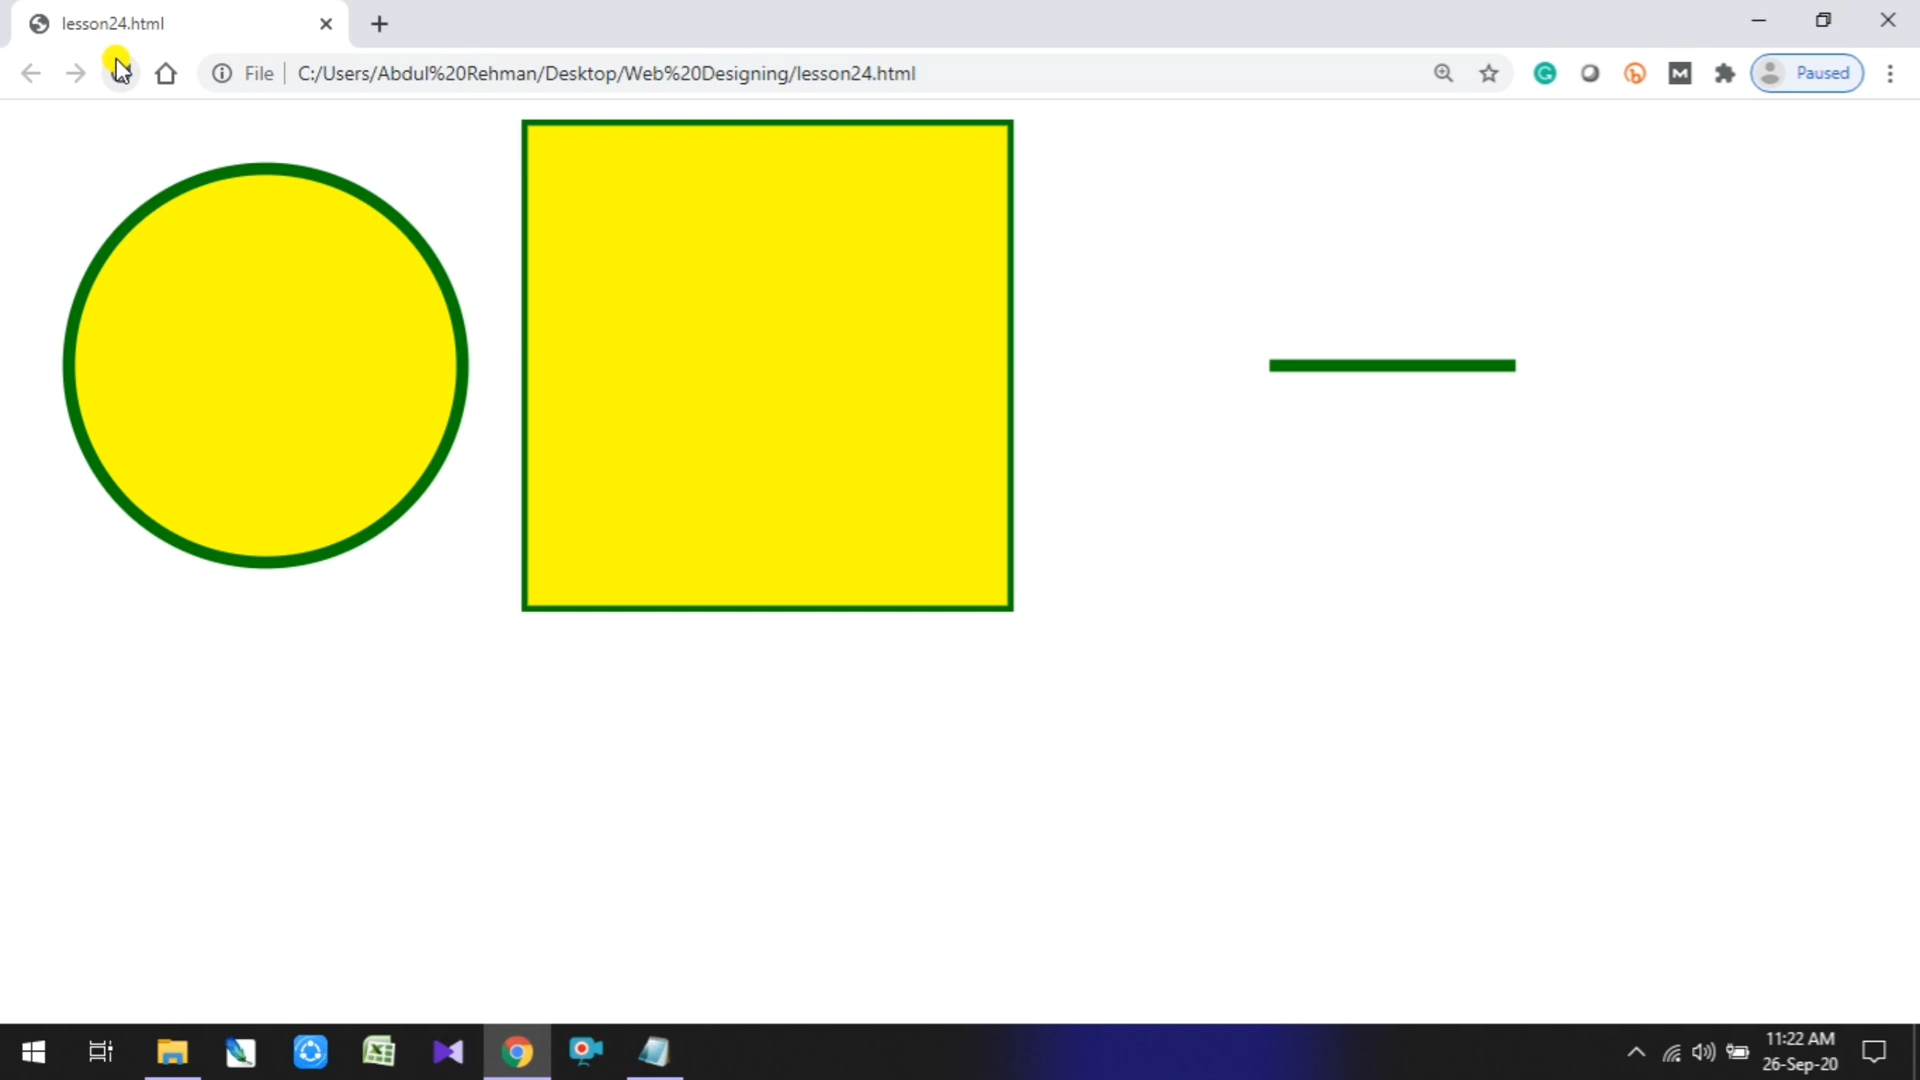 lesson24.html
File
C:/Users/Abdul%20Rehman/Desktop/Web%20Designing/lesson24.html
Paused
11:22 AM
26-Sep-20